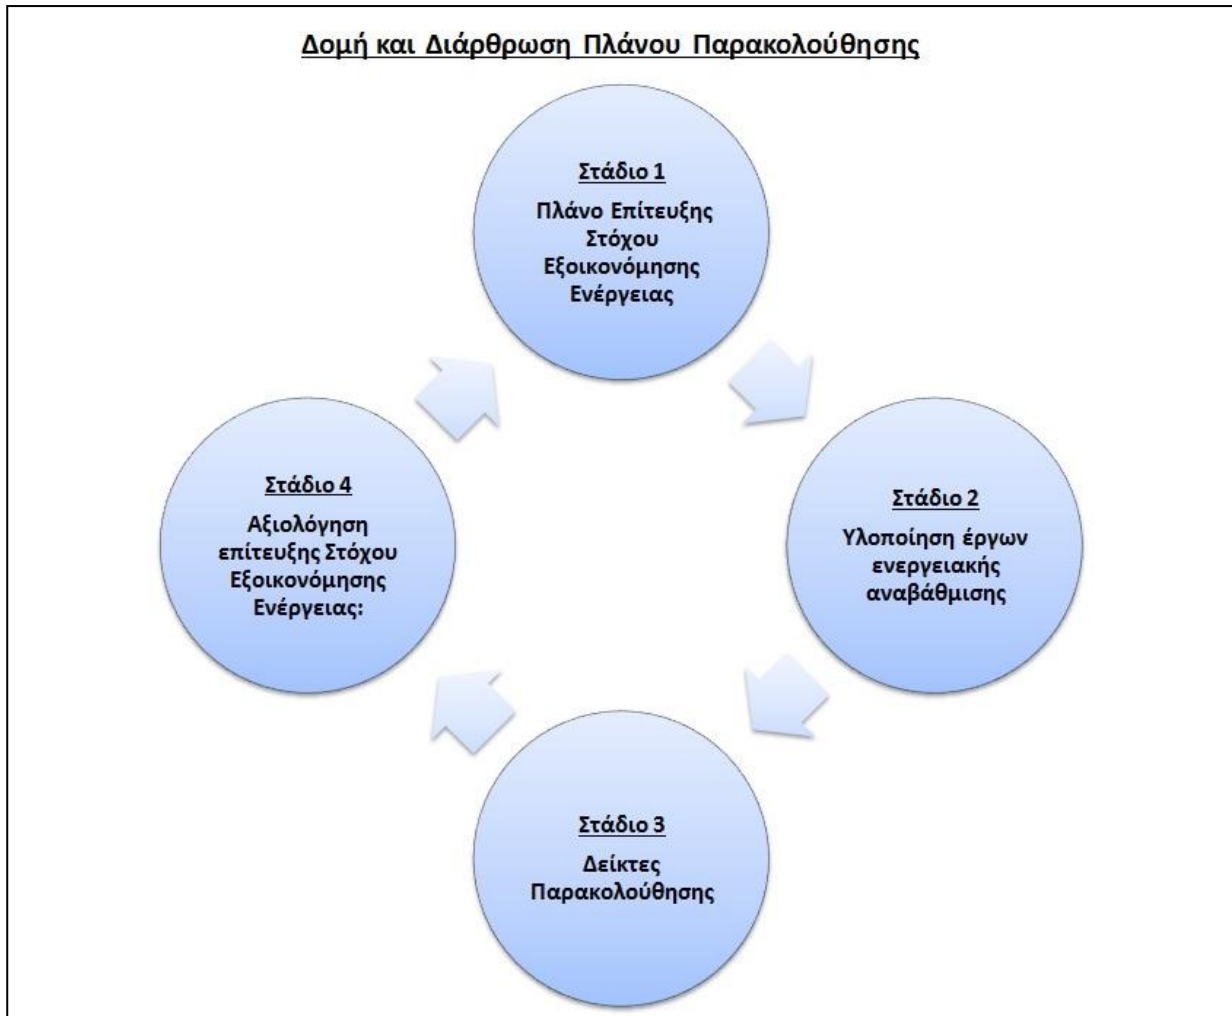 Δομή και Διάρθρωση Πλάνου Παρακολούθησης
Στάδιο 1
Πλάνο Επίτευξης
Στόχου
Εξοικονόμησης
Ενέργειας
Στάδιο 2
Υλοποίηση έργων
ενεργειακής
αναβάθμισης
Στάδιο 3
Δείκτες
Παρακολούθησης
Στάδιο 4
Αξιολόγηση
επίτευξης Στόχου
Εξοικονόμησης
Ενέργειας: